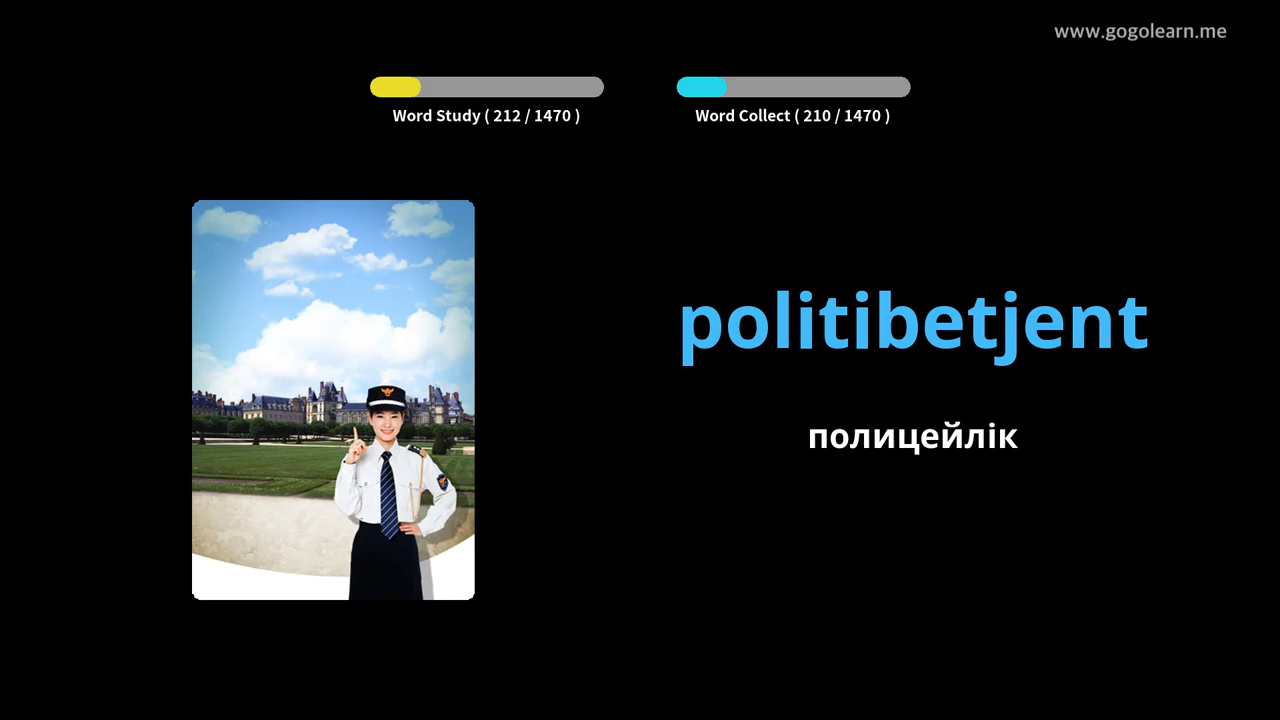 www.gogolearn.me
Word Study ( 212 / 1470 )
Word Collect ( 210 / 1470 )
politibetjent
полицейлік